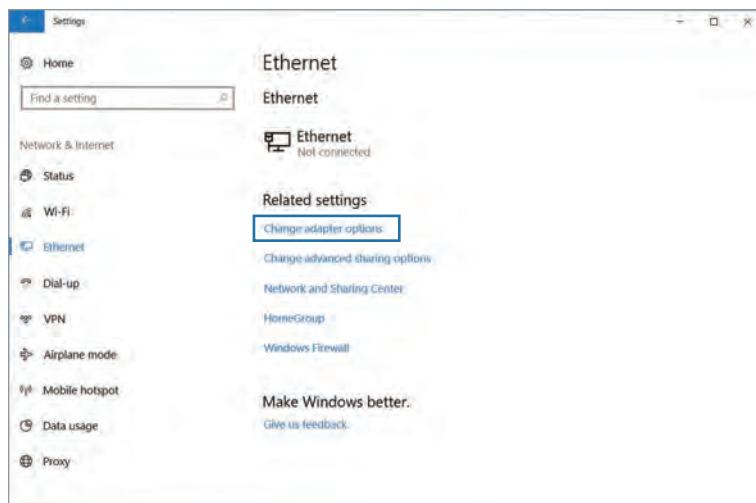 Settings
Home
Find a setting
Network & Internet
Status
Wi-Fi
Ethernet
Dial-up
VPN
Airplane mode
Mobile hotspot
Data usage
Proxy
Ethernet
Ethernet
Ethernet
Not connected
Related settings
Change adapter options
Change advanced sharing options
Network and Sharing Center
HomeGroup
Windows Firewall
Make Windows better.
Give us feedback